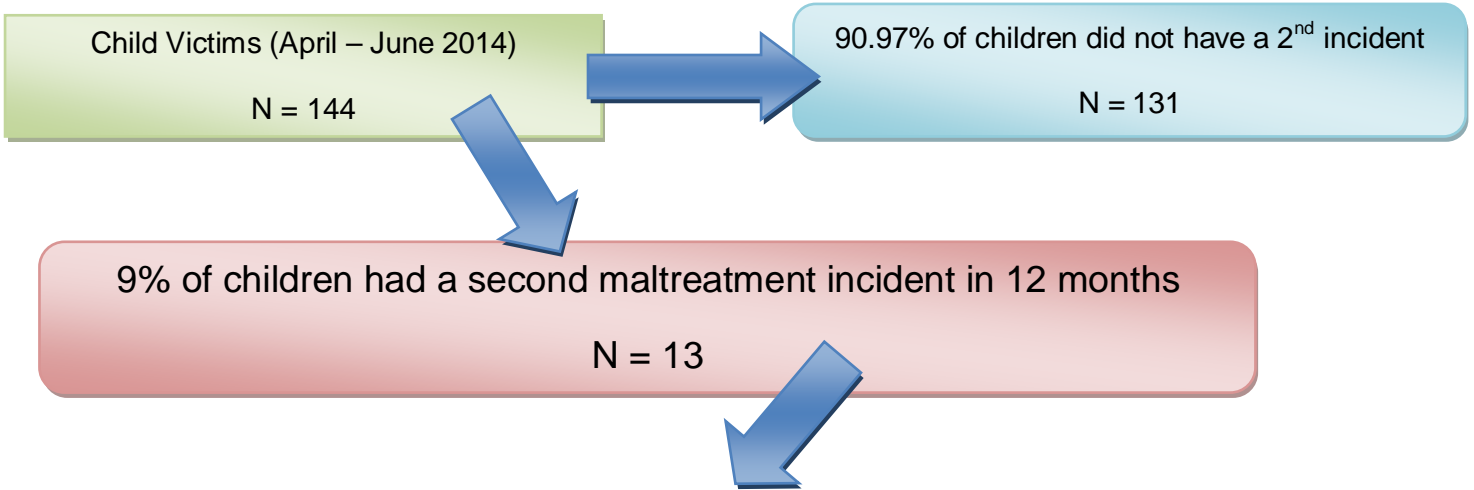 Child Victims (April – June 2014)
N = 144
90.97% of children did not have a 2nd incident
N = 131
9% of children had a second maltreatment incident in 12 months
N = 13